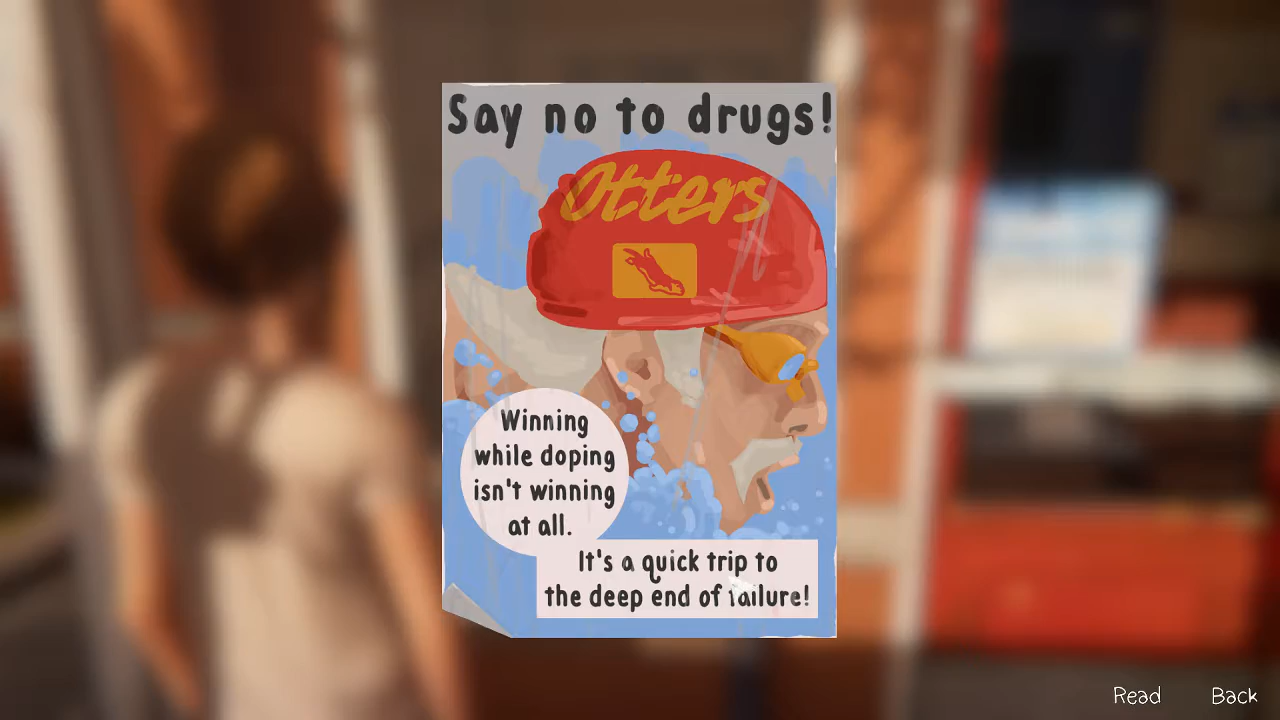 Say no to drugs!
Otters
Winning
while doping
isn't winning
at all.
It's a quick trip to
the deep end of failure!
Read Back